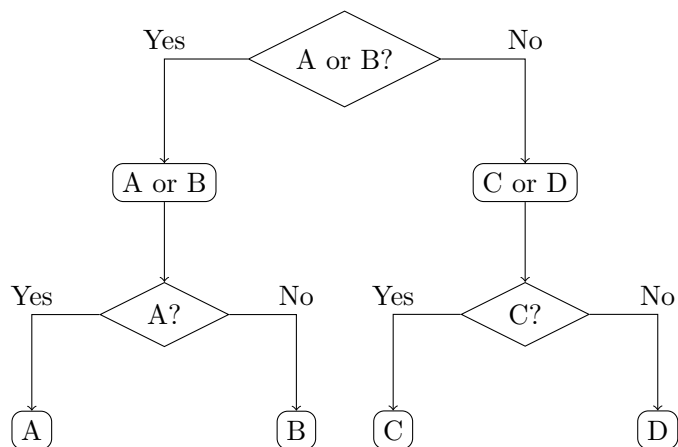 Yes
A or B?
No
A or B
C or D
Yes
A?
No
Yes
C?
No
A
B
C
D